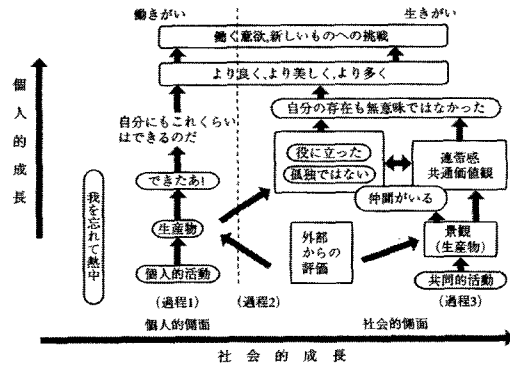 働きがい
生きがい
働く意欲,新しいものへの挑戦
より良く,より美しく,より多く
自分の存在も無意味ではなかった
自分にもこれくらい
はできるのだ
役に立った
孤独ではない
連帯感
共通価値観
できたあ!
仲間がいる
生産物
外部
からの
評価
景観
(生産物)
個人的活動
共同的活動
(過程1)
(過程2)
(過程3)
個人的側面
社会的側面
我を忘れて熱中
個人的成長
社会的成長